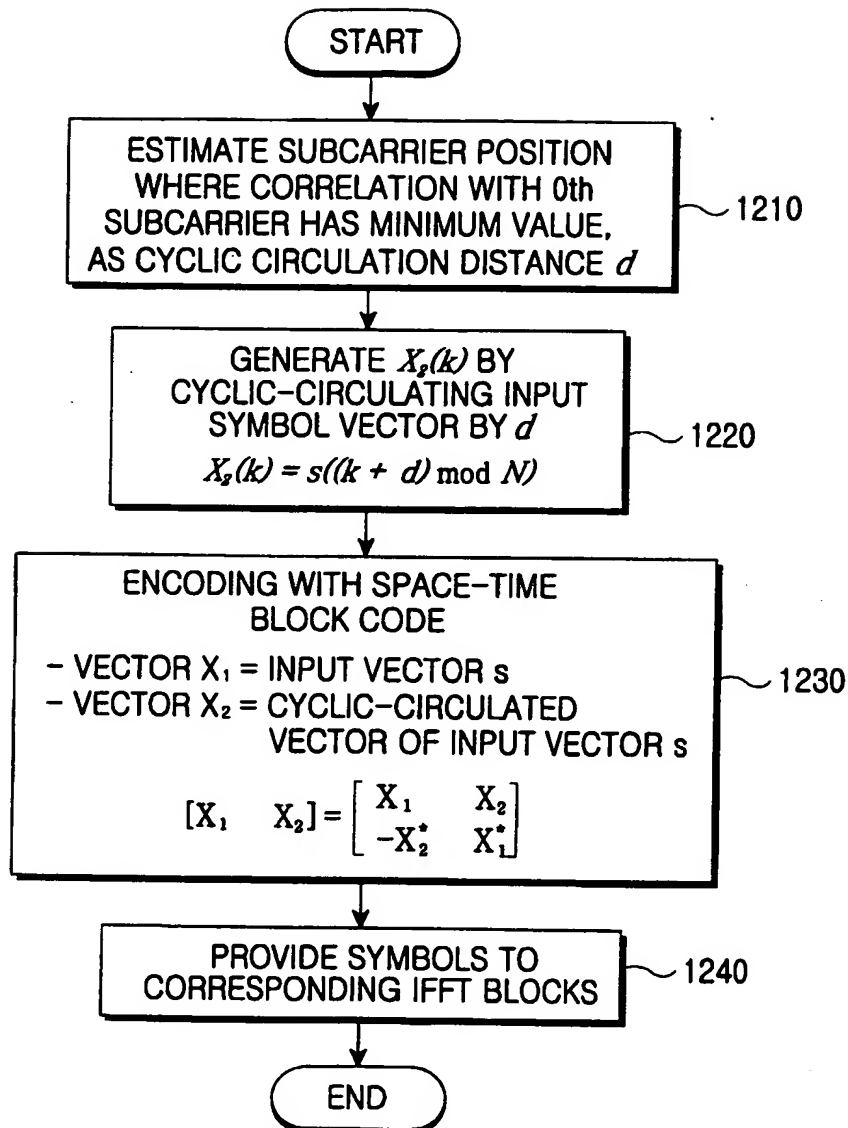 START
ESTIMATE SUBCARRIER POSITION
WHERE CORRELATION WITH 0th
SUBCARRIER HAS MINIMUM VALUE,
AS CYCLIC CIRCULATION DISTANCE d
1210
GENERATE X₂(k) BY
CYCLIC-CIRCULATING INPUT
SYMBOL VECTOR BY d
X₂(k) = s((k + d) mod N)
1220
ENCODING WITH SPACE-TIME
BLOCK CODE
- VECTOR X₁ = INPUT VECTOR s
- VECTOR X₂ = CYCLIC-CIRCULATED
VECTOR OF INPUT VECTOR s
[X₁ X₂] = [X₁ X₂
-X₂* X₁*]
1230
PROVIDE SYMBOLS TO
CORRESPONDING IFFT BLOCKS
1240
END